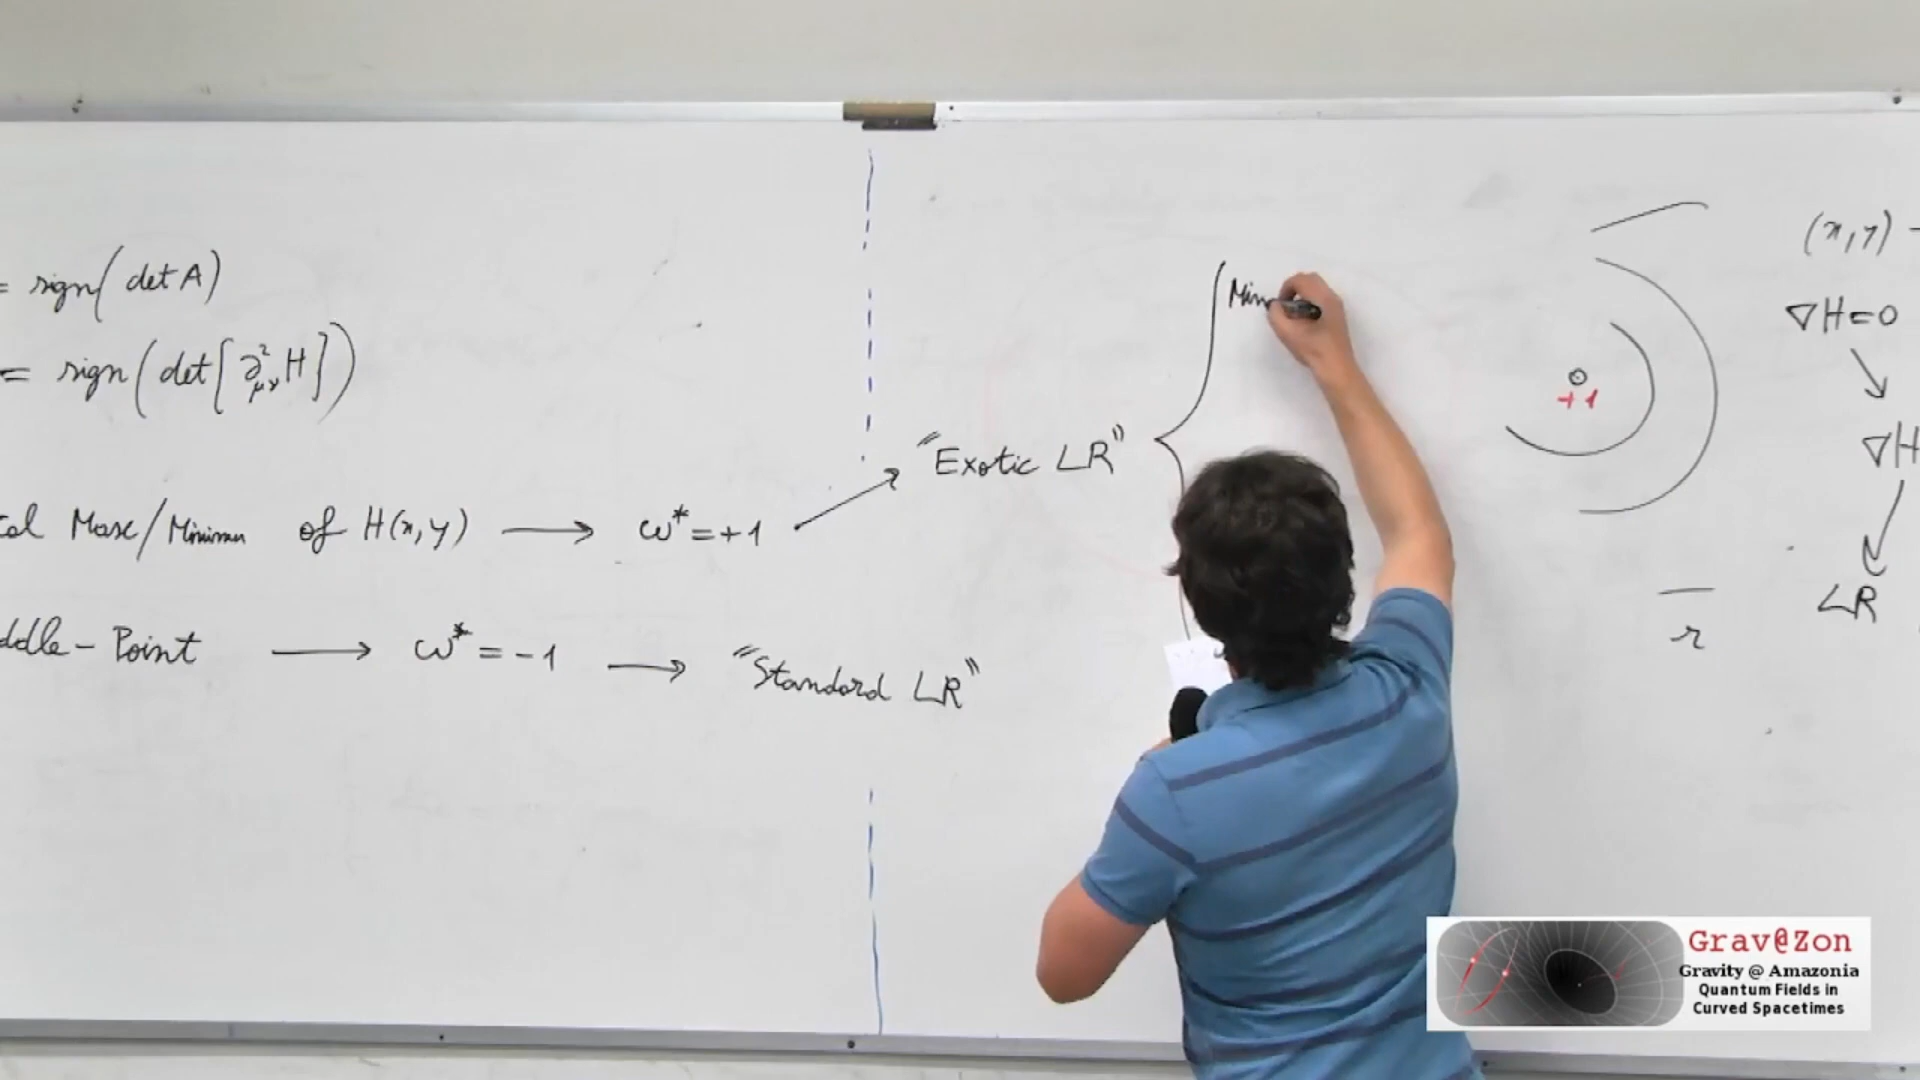 = sign(det A)
= sign(det[∂²μν H])
cal Max/Minimum of H(x,y) → ω* = +1
ddle-Point → ω* = -1 → "Standard LR"
"Exotic LR"
{ Min
+1
r
(x,y) -
∇H=0
∇H
LR
Grav@Zon
Gravity @ Amazonia
Quantum Fields in
Curved Spacetimes